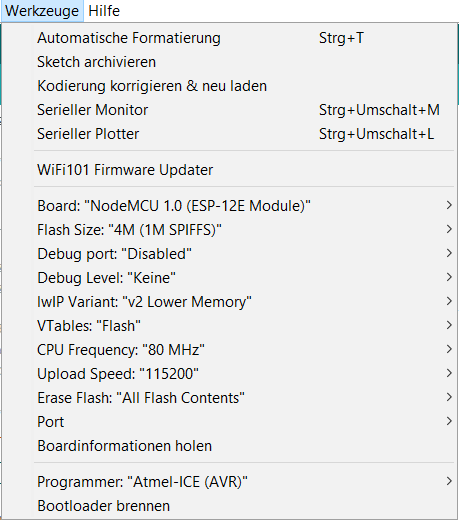 Werkzeuge Hilfe
Automatische Formatierung Strg+T
Sketch archivieren
Kodierung korrigieren & neu laden
Serieller Monitor Strg+Umschalt+M
Serieller Plotter Strg+Umschalt+L
WiFi101 Firmware Updater
Board: "NodeMCU 1.0 (ESP-12E Module)"
Flash Size: "4M (1M SPIFFS)"
Debug port: "Disabled"
Debug Level: "Keine"
lwIP Variant: "v2 Lower Memory"
VTables: "Flash"
CPU Frequency: "80 MHz"
Upload Speed: "115200"
Erase Flash: "All Flash Contents"
Port
Boardinformationen holen
Programmer: "Atmel-ICE (AVR)"
Bootloader brennen